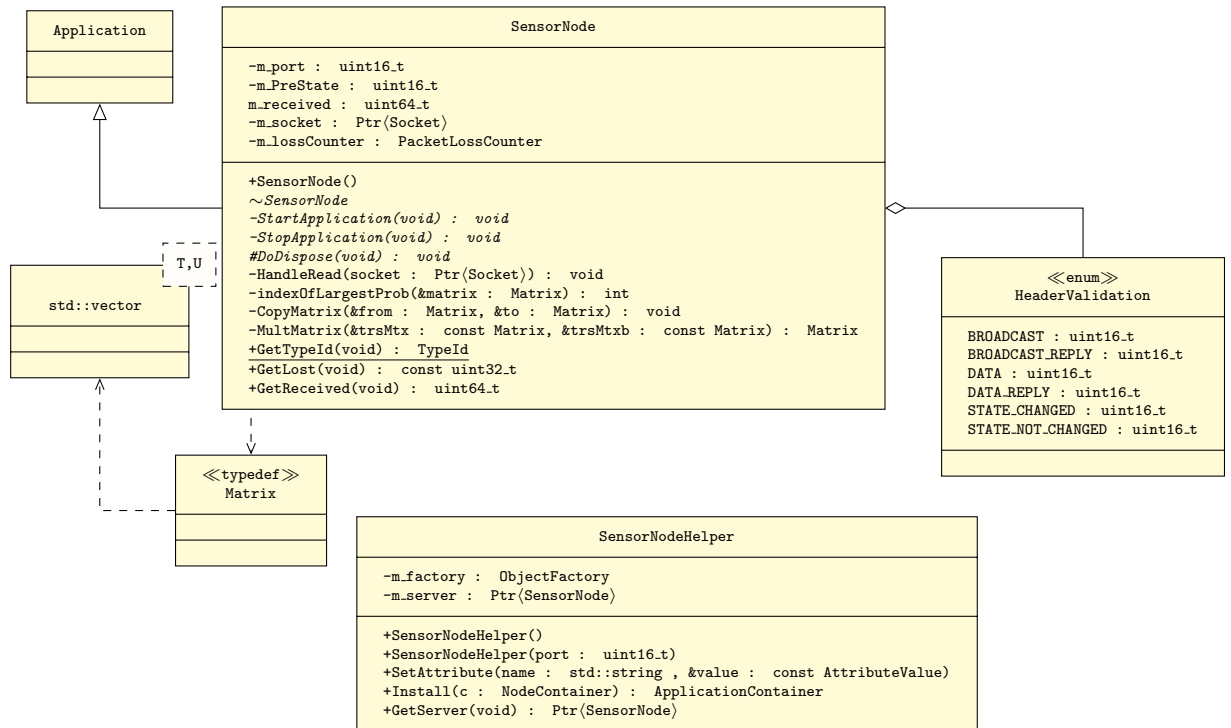 Application
SensorNode
-m_port : uint16_t
-m_PreState : uint16_t
m_received : uint64_t
-m_socket : Ptr⟨Socket⟩
-m_lossCounter : PacketLossCounter
+SensorNode()
~SensorNode
-StartApplication(void) : void
-StopApplication(void) : void
#DoDispose(void) : void
-HandleRead(socket : Ptr⟨Socket⟩) : void
-indexOfLargestProb(&matrix : Matrix) : int
-CopyMatrix(&from : Matrix, &to : Matrix) : void
-MultMatrix(&trsMtx : const Matrix, &trsMtxb : const Matrix) : Matrix
+GetTypeId(void) : TypeId
+GetLost(void) : const uint32_t
+GetReceived(void) : uint64_t
T,U
std::vector
≪enum≫
HeaderValidation
BROADCAST : uint16_t
BROADCAST_REPLY : uint16_t
DATA : uint16_t
DATA_REPLY : uint16_t
STATE_CHANGED : uint16_t
STATE_NOT_CHANGED : uint16_t
≪typedef≫
Matrix
SensorNodeHelper
-m_factory : ObjectFactory
-m_server : Ptr⟨SensorNode⟩
+SensorNodeHelper()
+SensorNodeHelper(port : uint16_t)
+SetAttribute(name : std::string , &value : const AttributeValue)
+Install(c : NodeContainer) : ApplicationContainer
+GetServer(void) : Ptr⟨SensorNode⟩